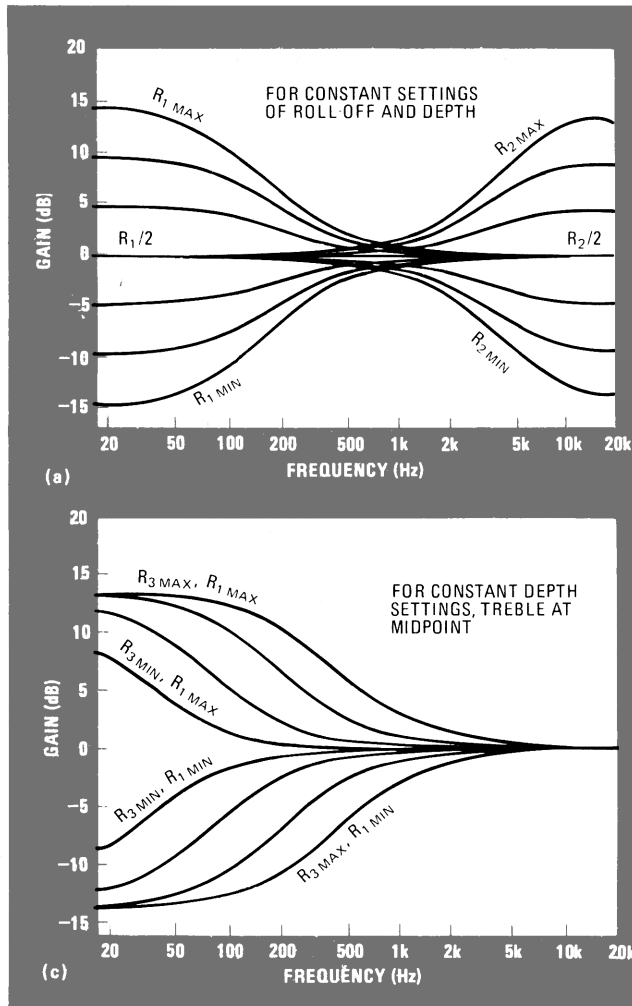 20
15
10
5
0
-5
-10
-15
GAIN (dB)
FOR CONSTANT SETTINGS
OF ROLL-OFF AND DEPTH
R1 MAX
R2 MAX
R1/2
R2/2
R1 MIN
R2 MIN
20 50 100 200 500 1k 2k 5k 10k 20k
FREQUENCY (Hz)
(a)
20
15
10
5
0
-5
-10
-15
GAIN (dB)
FOR CONSTANT DEPTH
SETTINGS, TREBLE AT
MIDPOINT
R3 MAX, R1 MAX
R3 MIN, R1 MAX
R3 MIN, R1 MIN
R3 MAX, R1 MIN
20 50 100 200 500 1k 2k 5k 10k 20k
FREQUENCY (Hz)
(c)